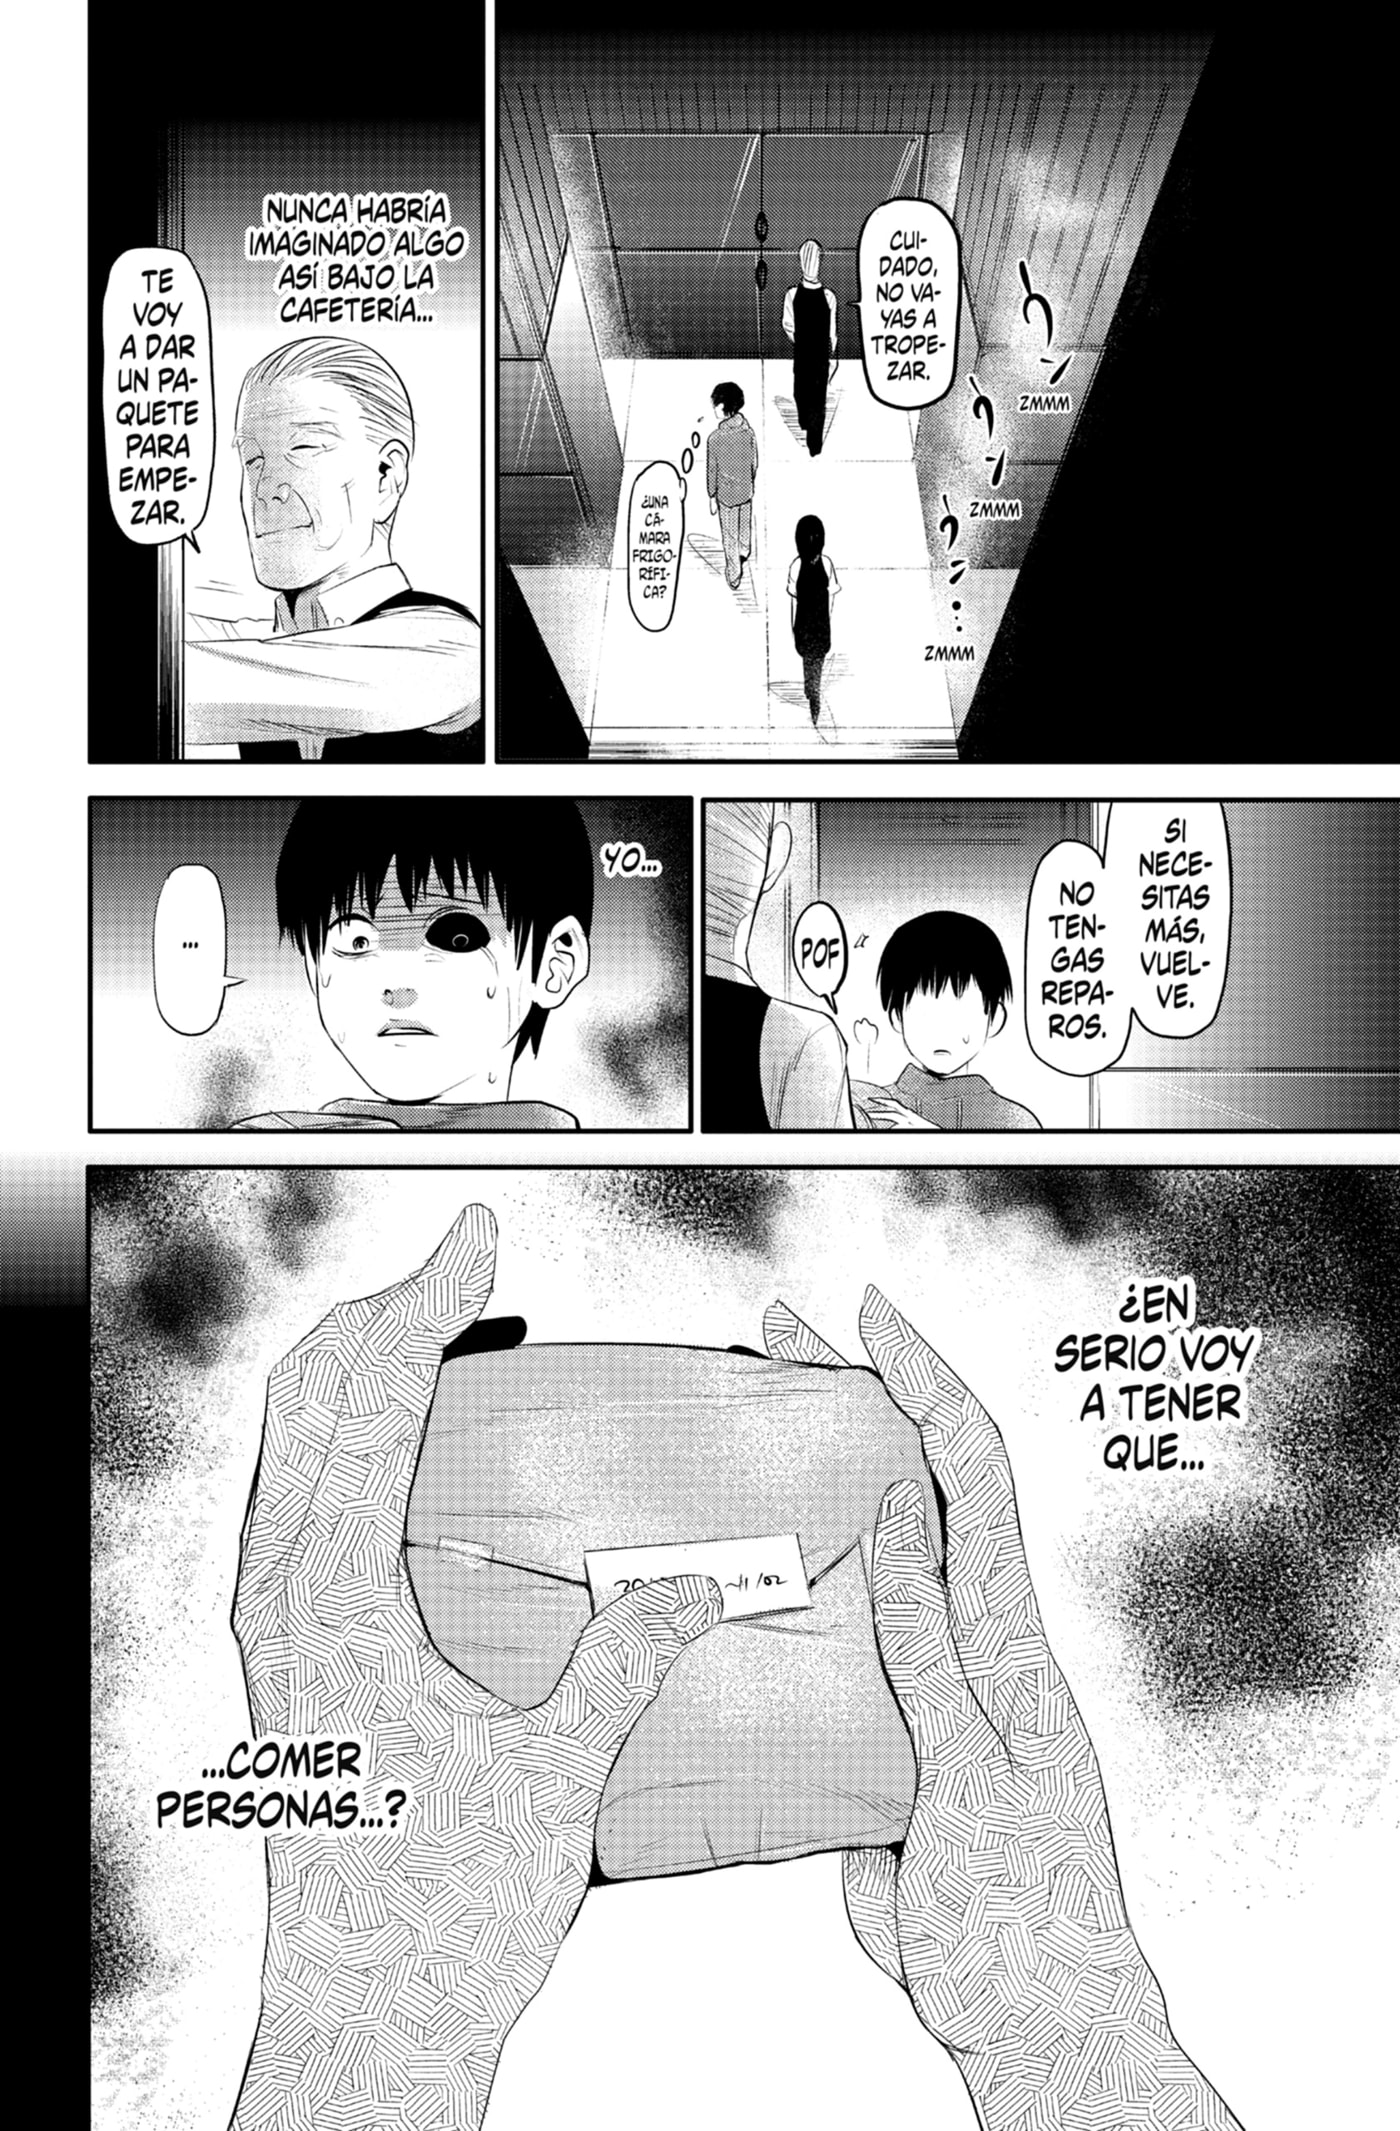 CUI-
DADO,
NO VA-
YAS A
TROPE-
ZAR.
ZMMM
ZMMM
ZMMM
¿UNA
CÁ-
MARA
FRIGO-
RÍFI-
CA?
NUNCA HABRÍA
IMAGINADO ALGO
ASÍ BAJO LA
CAFETERÍA...
TE
VOY
A DAR
UN PA-
QUETE
PARA
EMPE-
ZAR.
SI
NECE-
SITAS
MÁS,
VUEL-
VE.
NO
TEN-
GAS
REPA-
ROS.
POF
YO...
...
¿EN
SERIO VOY
A TENER
QUE...
~11/02
...COMER
PERSONAS...?